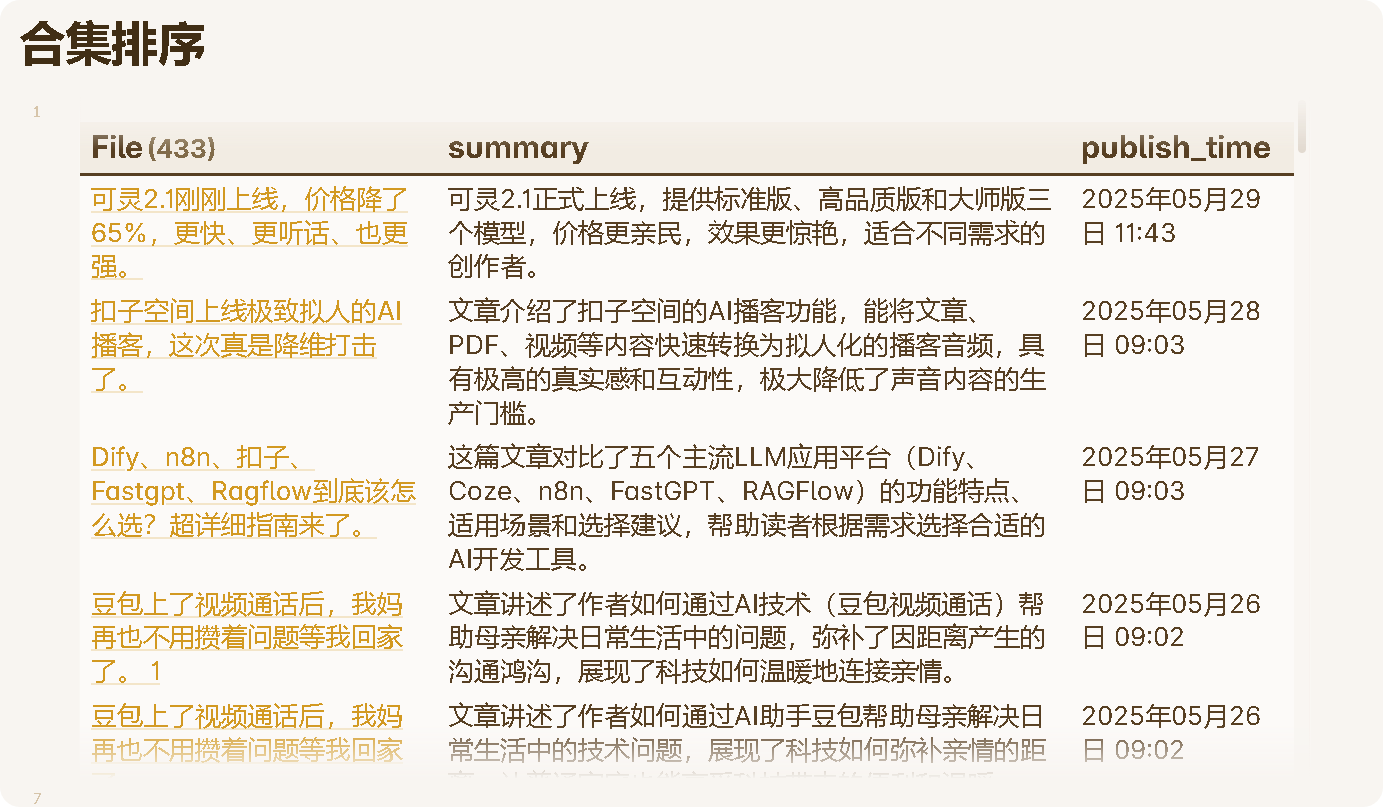 合集排序
1
File (433) summary publish_time
可灵2.1刚刚上线，价格降了
65%，更快、更听话、也更
强。
可灵2.1正式上线，提供标准版、高品质版和大师版三
个模型，价格更亲民，效果更惊艳，适合不同需求的
创作者。
2025年05月29
日 11:43
扣子空间上线极致拟人的AI
播客，这次真是降维打击
了。
文章介绍了扣子空间的AI播客功能，能将文章、
PDF、视频等内容快速转换为拟人化的播客音频，具
有极高的真实感和互动性，极大降低了声音内容的生
产门槛。
2025年05月28
日 09:03
Dify、n8n、扣子、
Fastgpt、Ragflow到底该怎
么选？超详细指南来了。
这篇文章对比了五个主流LLM应用平台（Dify、
Coze、n8n、FastGPT、RAGFlow）的功能特点、
适用场景和选择建议，帮助读者根据需求选择合适的
AI开发工具。
2025年05月27
日 09:03
豆包上了视频通话后，我妈
再也不用攒着问题等我回家
了。 1
文章讲述了作者如何通过AI技术（豆包视频通话）帮
助母亲解决日常生活中的问题，弥补了因距离产生的
沟通鸿沟，展现了科技如何温暖地连接亲情。
2025年05月26
日 09:02
豆包上了视频通话后，我妈
再也不用攒着问题等我回家
文章讲述了作者如何通过AI助手豆包帮助母亲解决日
常生活中的技术问题，展现了科技如何弥补亲情的距
2025年05月26
日 09:02
7